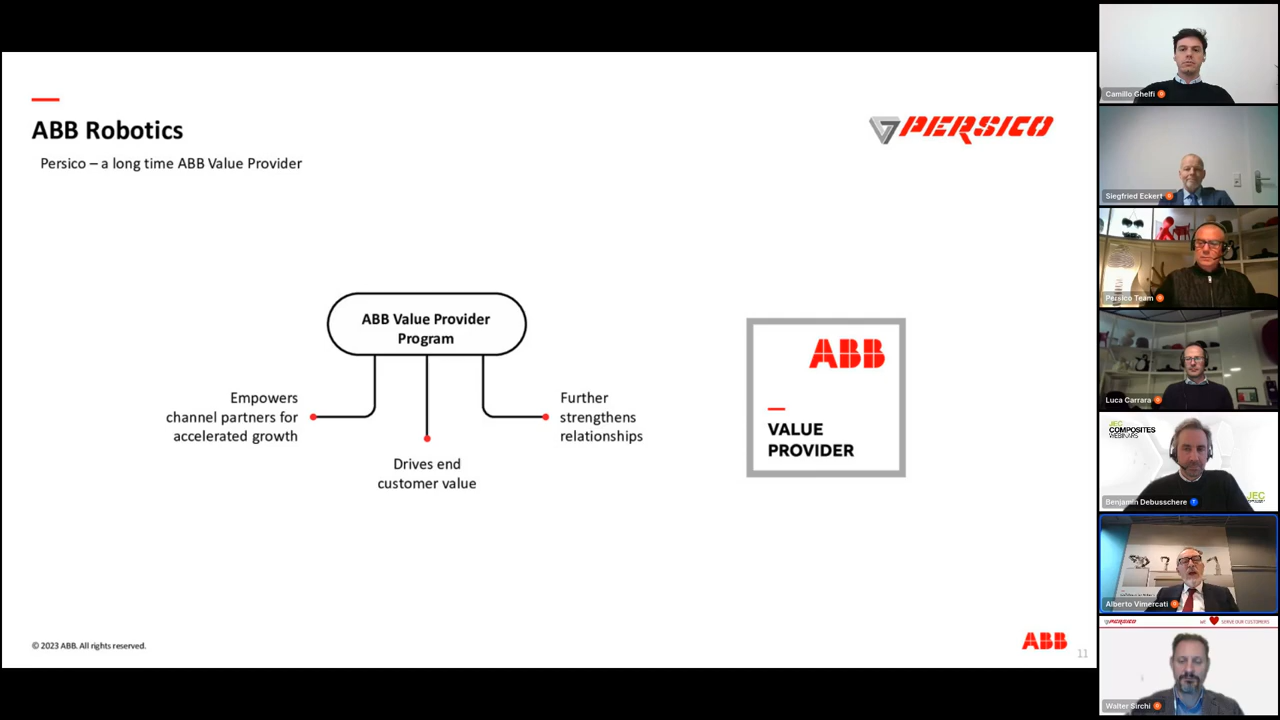 ABB Robotics
PERSICO
Persico – a long time ABB Value Provider
ABB Value Provider
Program
Empowers
channel partners for
accelerated growth
Drives end
customer value
Further
strengthens
relationships
ABB
VALUE
PROVIDER
© 2023 ABB. All rights reserved.
ABB
11
Camillo Ghelfi
Siegfried Eckert
Persico Team
Luca Carrara
JEC
COMPOSITES
WEBINARS
JEC
Benjamin Debusschere
Alberto Vimercati
PERSICO
WE SERVE OUR CUSTOMERS
Walter Sirchi